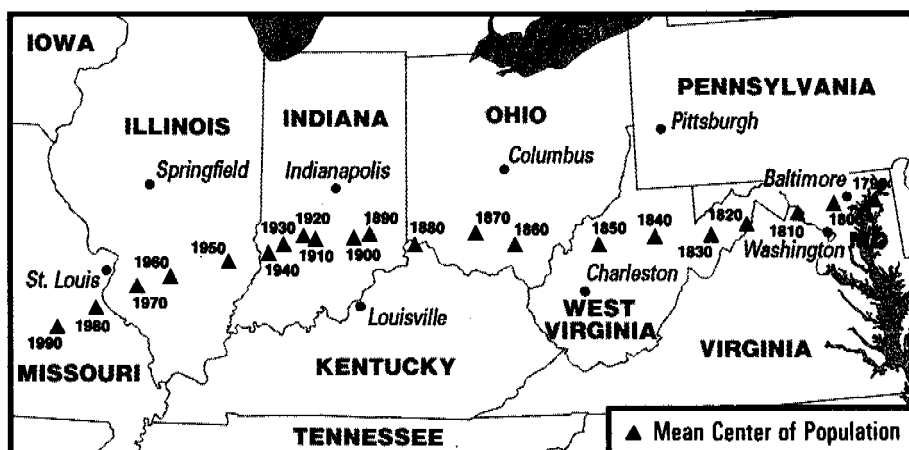 IOWA
PENNSYLVANIA
ILLINOIS
INDIANA
OHIO
Pittsburgh
Springfield
Indianapolis
Columbus
Baltimore
1950
1930
1920
1890
1880
1870
1860
1850
1840
1820
1810
1830
Washington
1940
1910
1900
St. Louis
1960
1970
1980
1990
Charleston
Louisville
WEST
VIRGINIA
MISSOURI
KENTUCKY
VIRGINIA
TENNESSEE
▲ Mean Center of Population